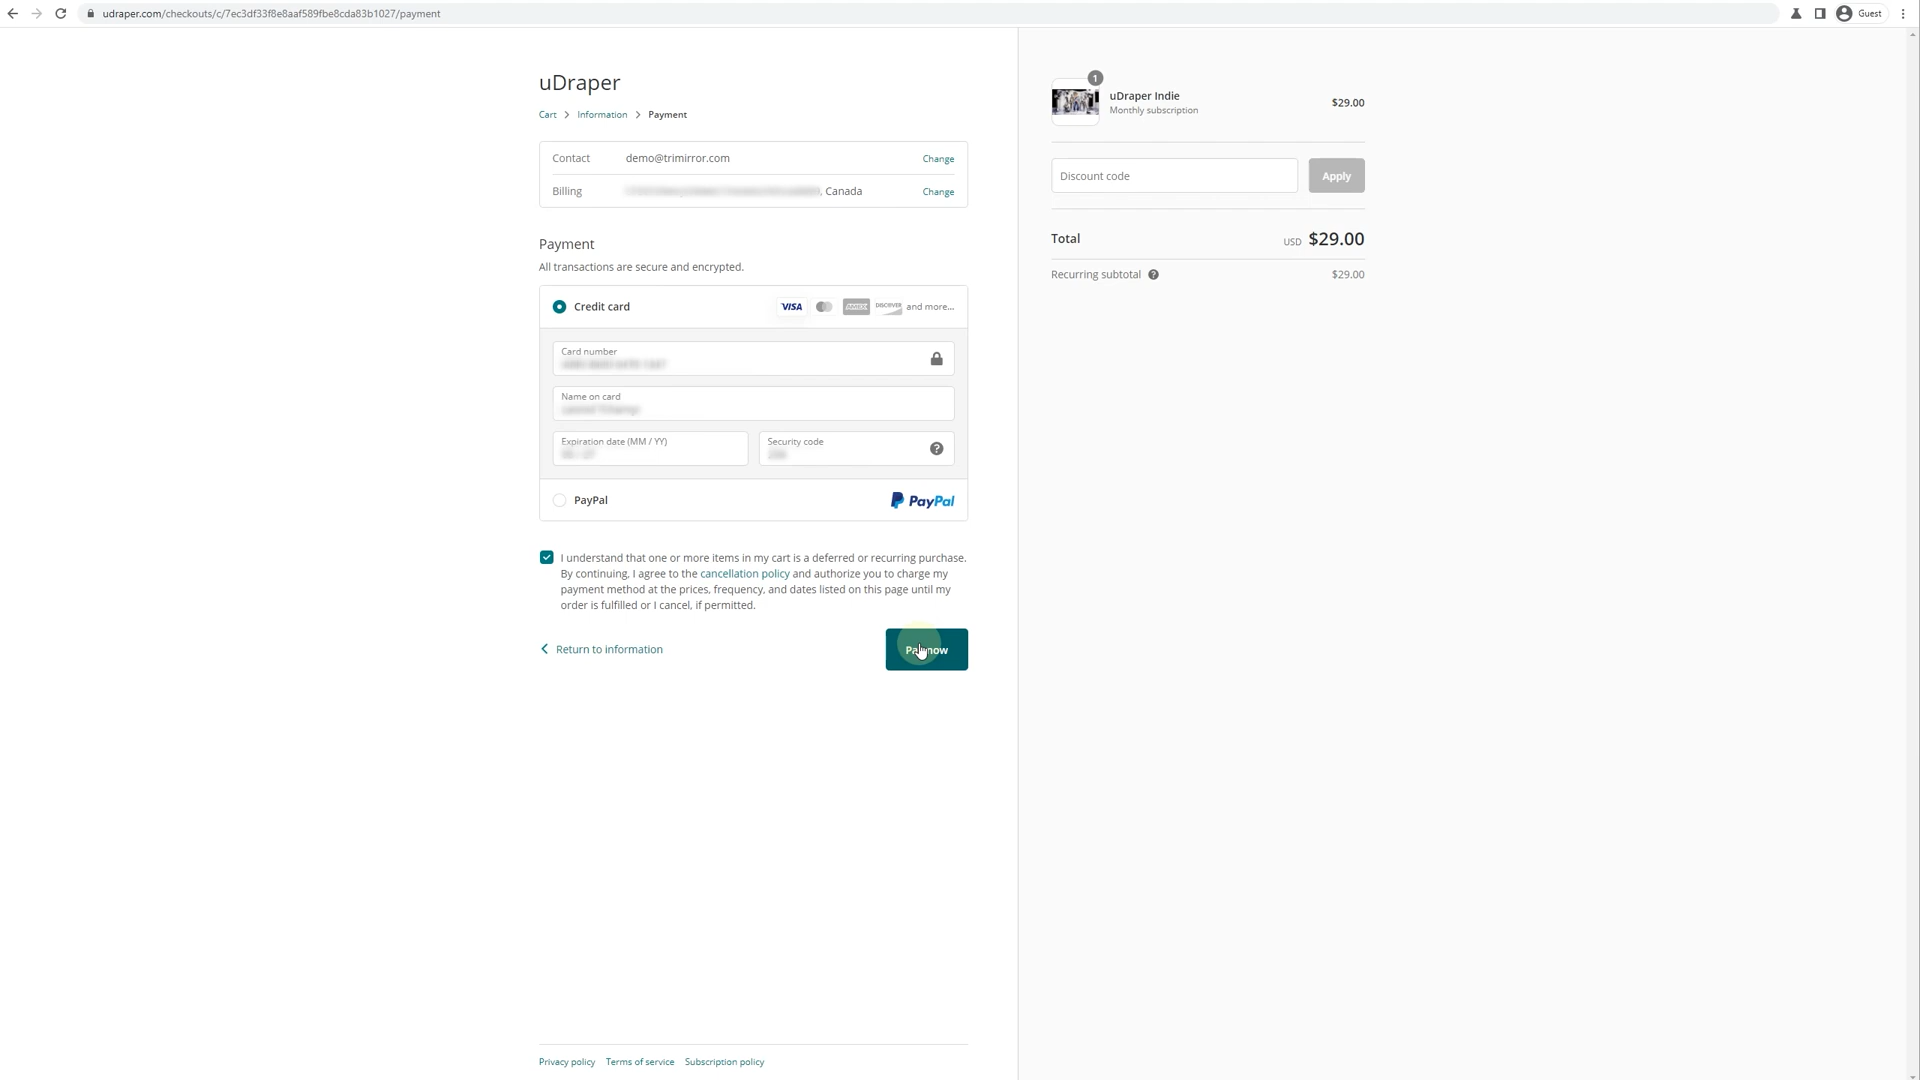 udraper.com/checkouts/c/7ec3df33f8e8aaf589fbe8cda83b1027/payment
Guest
uDraper
Cart > Information > Payment
Contact demo@trimirror.com Change
Billing , Canada Change
Payment
All transactions are secure and encrypted.
Credit card VISA AMEX DISCOVER and more...
Card number
Name on card
Expiration date (MM / YY) Security code
PayPal PayPal
I understand that one or more items in my cart is a deferred or recurring purchase.
By continuing, I agree to the cancellation policy and authorize you to charge my
payment method at the prices, frequency, and dates listed on this page until my
order is fulfilled or I cancel, if permitted.
Return to information Pay now
Privacy policy Terms of service Subscription policy
1
uDraper Indie $29.00
Monthly subscription
Discount code Apply
Total USD $29.00
Recurring subtotal $29.00